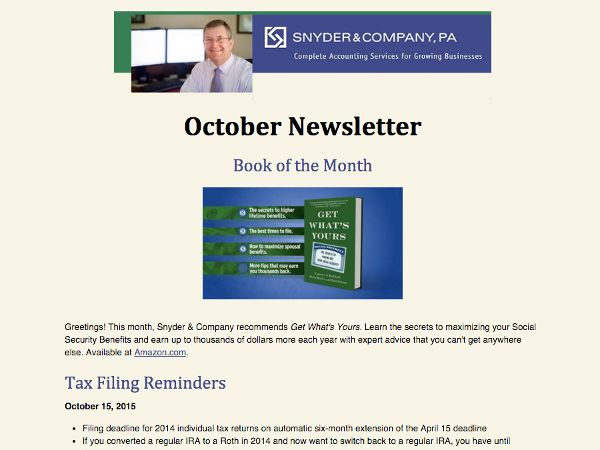 SNYDER & COMPANY, PA
Complete Accounting Services for Growing Businesses
October Newsletter
Book of the Month
The secrets to higher
lifetime benefits.
The best times to file.
How to maximize spousal
benefits.
More tips that may earn
you thousands back.
GET
WHAT'S
YOURS
Greetings! This month, Snyder & Company recommends Get What's Yours. Learn the secrets to maximizing your Social
Security Benefits and earn up to thousands of dollars more each year with expert advice that you can't get anywhere
else. Available at Amazon.com.
Tax Filing Reminders
October 15, 2015
• Filing deadline for 2014 individual tax returns on automatic six-month extension of the April 15 deadline
• If you converted a regular IRA to a Roth in 2014 and now want to switch back to a regular IRA, you have until